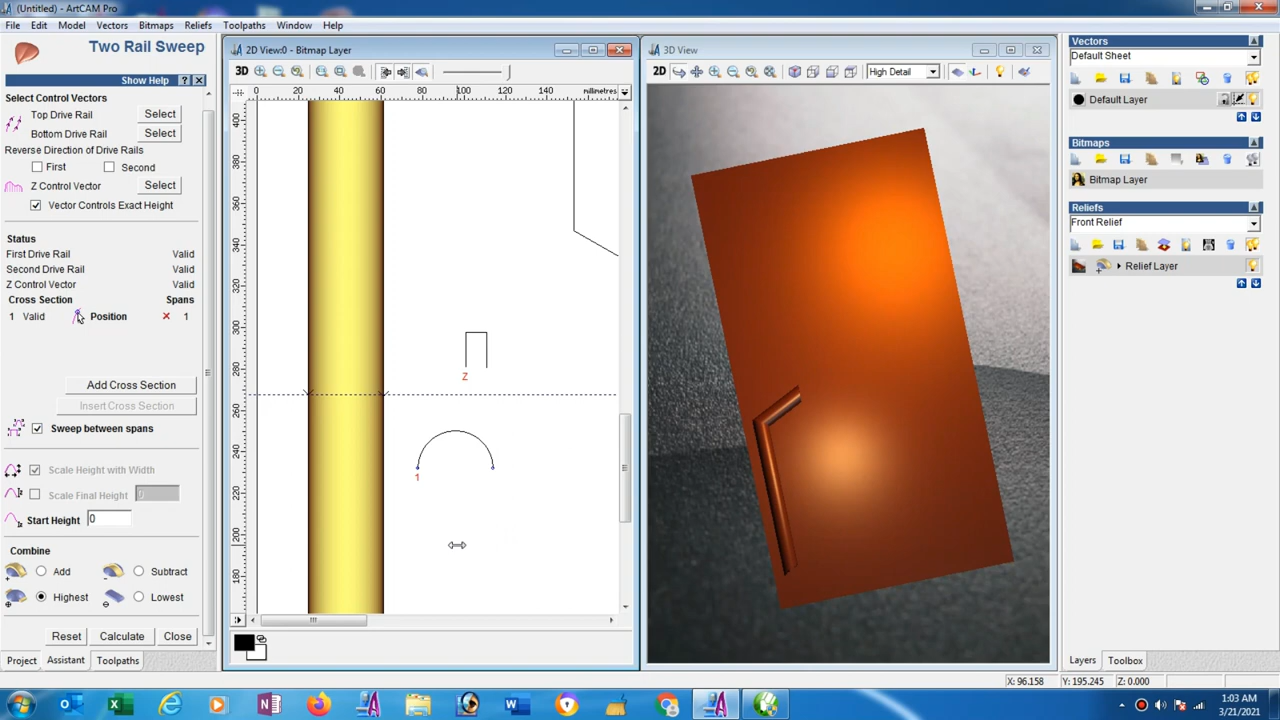 (Untitled) - ArtCAM Pro
File Edit Model Vectors Bitmaps Reliefs Toolpaths Window Help
Two Rail Sweep
Show Help ?
Select Control Vectors
Top Drive Rail Select
Bottom Drive Rail Select
Reverse Direction of Drive Rails
First Second
Z Control Vector Select
Vector Controls Exact Height
Status
First Drive Rail Valid
Second Drive Rail Valid
Z Control Vector Valid
Cross Section Spans
1 Valid Position 1
Add Cross Section
Insert Cross Section
Sweep between spans
Scale Height with Width
Scale Final Height 0
Start Height 0
Combine
Add Subtract
Highest Lowest
Reset Calculate Close
Project Assistant Toolpaths
2D View:0 - Bitmap Layer
3D
0 20 40 60 80 100 120 140 millimetres
400
380
360
340
320
300
280
260
240
220
200
180
Z
1
3D View
2D High Detail
Vectors
Default Sheet
Default Layer
Bitmaps
Bitmap Layer
Reliefs
Front Relief
Relief Layer
Layers Toolbox
X: 96.158 Y: 195.245 Z: 0.000
1:03 AM
3/21/2021